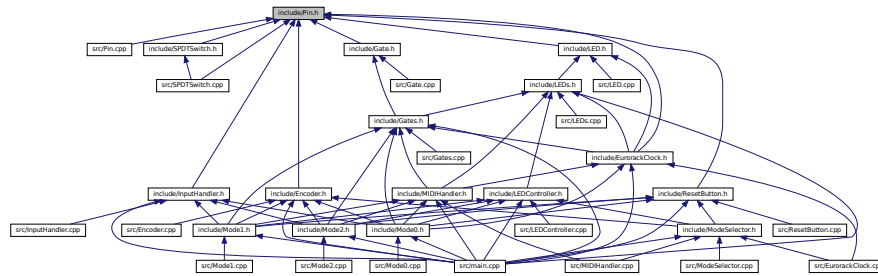 include/Pin.h
src/Pin.cpp
include/SPDTSwitch.h
include/Gate.h
include/LED.h
src/SPDTSwitch.cpp
src/Gate.cpp
include/LEDs.h
src/LED.cpp
include/Gates.h
src/LEDs.cpp
src/Gates.cpp
include/EurorackClock.h
include/InputHandler.h
include/Encoder.h
include/MIDIHandler.h
include/LEDController.h
include/ResetButton.h
src/InputHandler.cpp
src/Encoder.cpp
include/Mode1.h
include/Mode2.h
include/Mode0.h
src/LEDController.cpp
include/ModeSelector.h
src/ResetButton.cpp
src/Mode1.cpp
src/Mode2.cpp
src/Mode0.cpp
src/main.cpp
src/MIDIHandler.cpp
src/ModeSelector.cpp
src/EurorackClock.cpp